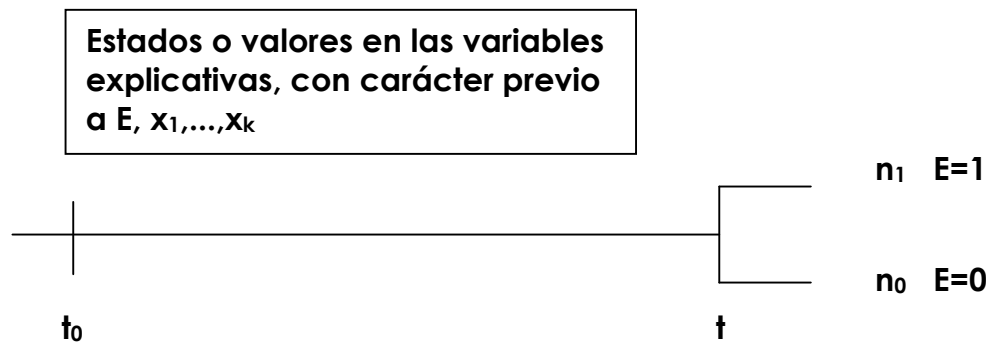 Estados o valores en las variables
explicativas, con carácter previo
a E, x₁,...,xₖ
n₁ E=1
n₀ E=0
t₀ t